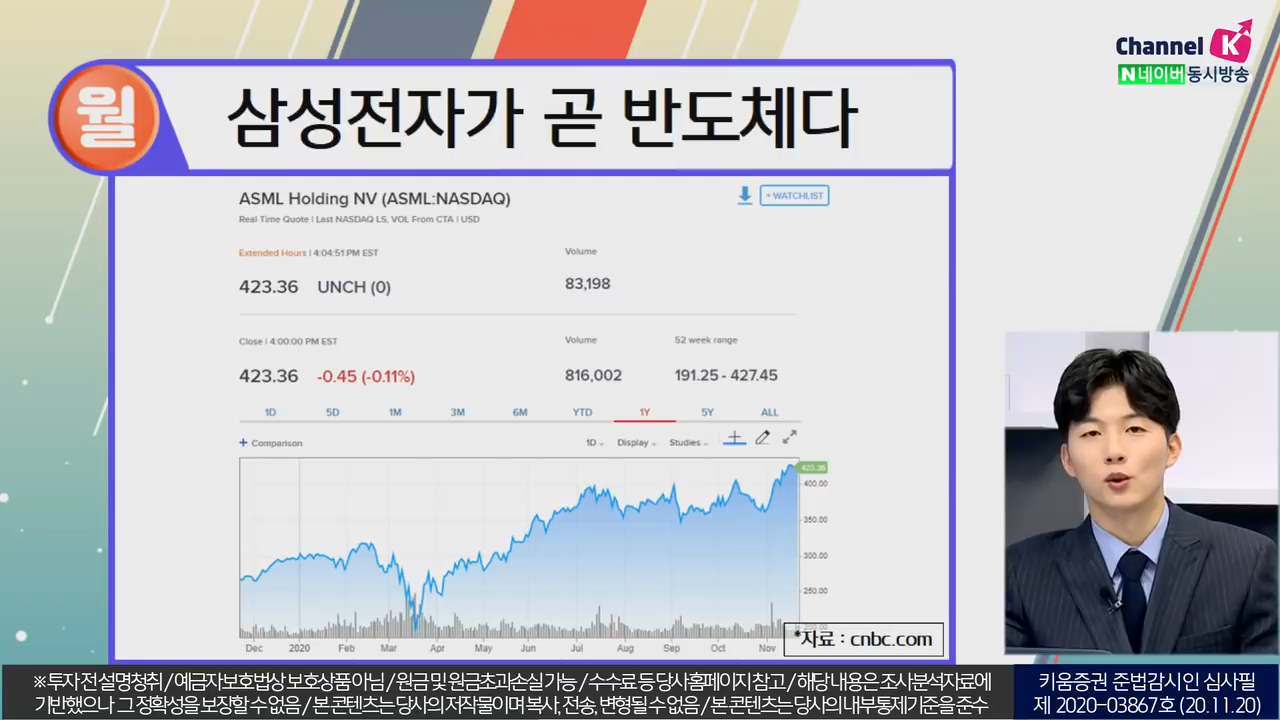 Channel K
N 네이버 동시방송
월 삼성전자가 곧 반도체다
ASML Holding NV (ASML:NASDAQ)
+ WATCHLIST
Real Time Quote | Last NASDAQ LS, VOL From CTA | USD
Extended Hours | 4:04:51 PM EST
Volume
423.36 UNCH (0)
83,198
Close | 4:00:00 PM EST
Volume
52 week range
423.36 -0.45 (-0.11%)
816,002
191.25 - 427.45
1D 5D 1M 3M 6M YTD 1Y 5Y ALL
+ Comparison
1D Display Studies
423.36
400.00
350.00
300.00
250.00
200.00
Dec 2020 Feb Mar Apr May Jun Jul Aug Sep Oct Nov
*자료 : cnbc.com
※ 투자 전 설명청취 / 예금자보호법상 보호상품 아님 / 원금 및 원금초과손실 가능 / 수수료 등 당사홈페이지 참고 / 해당 내용은 조사분석자료에
기반했으나 그 정확성을 보장할 수 없음 / 본 콘텐츠는 당사의 저작물이며 복사, 전송, 변형될 수 없음 / 본 콘텐츠는 당사의 내부통제기준을 준수
키움증권 준법감시인 심사필
제 2020-03867호 (20.11.20)